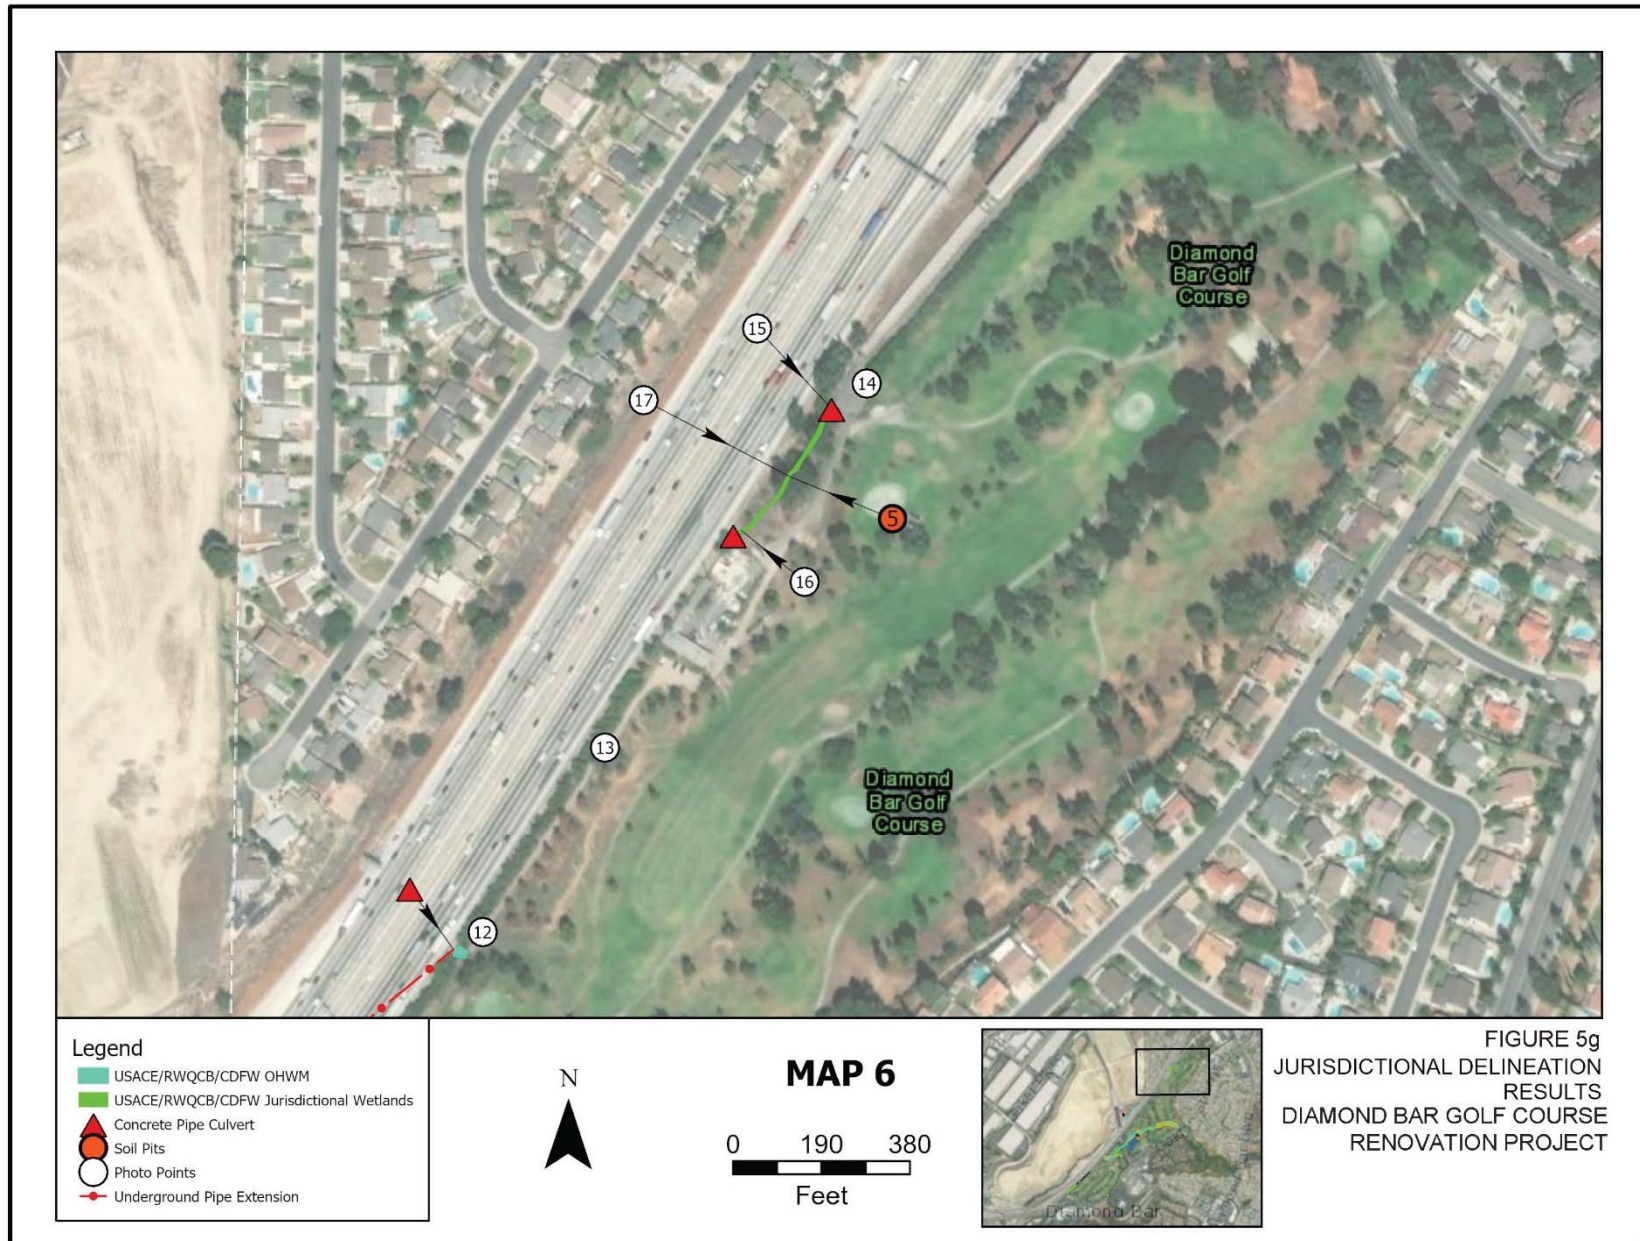 Diamond
Bar Golf
Course
15
14
17
5
16
13
Diamond
Bar Golf
Course
12
Legend
USACE/RWQCB/CDFW OHWM
USACE/RWQCB/CDFW Jurisdictional Wetlands
Concrete Pipe Culvert
Soil Pits
Photo Points
Underground Pipe Extension
N
MAP 6
0 190 380
Feet
Diamond Bar
FIGURE 5g
JURISDICTIONAL DELINEATION
RESULTS
DIAMOND BAR GOLF COURSE
RENOVATION PROJECT